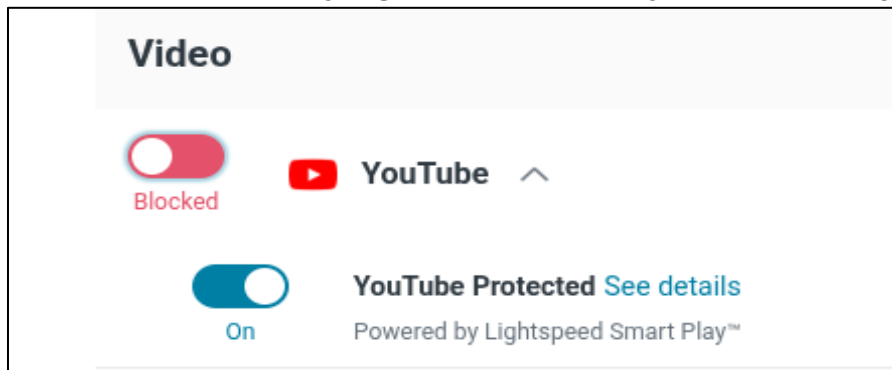 Video
YouTube
Blocked
YouTube Protected See details
On
Powered by Lightspeed Smart Play™